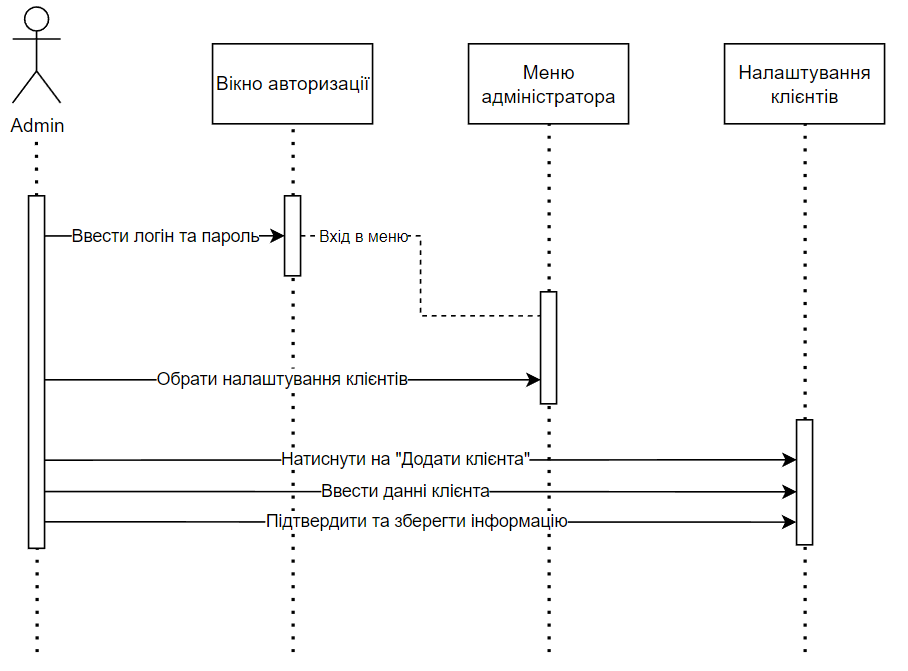 Admin
Вікно авторизації
Меню
адміністратора
Налаштування
клієнтів
Ввести логін та пароль
Вхід в меню
Обрати налаштування клієнтів
Натиснути на "Додати клієнта"
Ввести данні клієнта
Підтвердити та зберегти інформацію